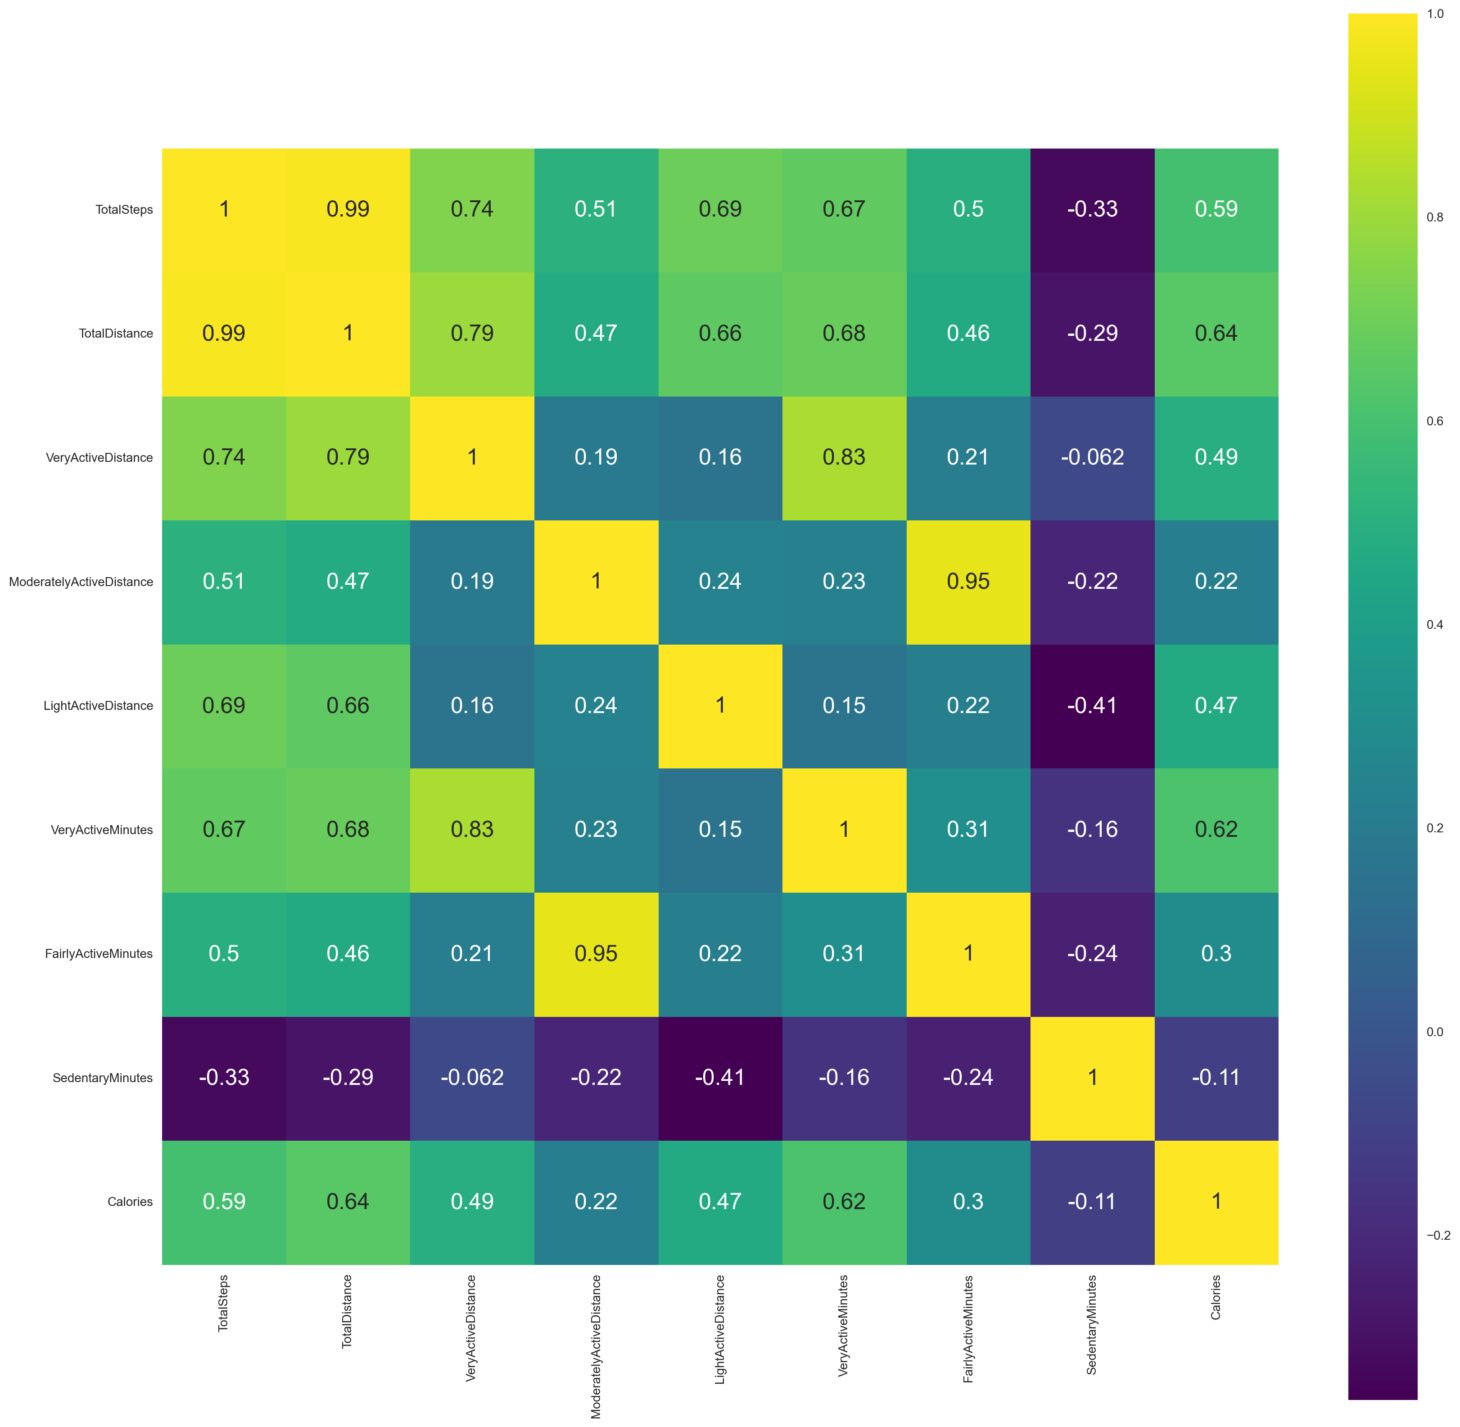 1.0
TotalSteps 1 0.99 0.74 0.51 0.69 0.67 0.5 -0.33 0.59
0.8
TotalDistance 0.99 1 0.79 0.47 0.66 0.68 0.46 -0.29 0.64
0.6
VeryActiveDistance 0.74 0.79 1 0.19 0.16 0.83 0.21 -0.062 0.49
ModeratelyActiveDistance 0.51 0.47 0.19 1 0.24 0.23 0.95 -0.22 0.22
0.4
LightActiveDistance 0.69 0.66 0.16 0.24 1 0.15 0.22 -0.41 0.47
0.2
VeryActiveMinutes 0.67 0.68 0.83 0.23 0.15 1 0.31 -0.16 0.62
FairlyActiveMinutes 0.5 0.46 0.21 0.95 0.22 0.31 1 -0.24 0.3
0.0
SedentaryMinutes -0.33 -0.29 -0.062 -0.22 -0.41 -0.16 -0.24 1 -0.11
Calories 0.59 0.64 0.49 0.22 0.47 0.62 0.3 -0.11 1
−0.2
TotalSteps
TotalDistance
VeryActiveDistance
ModeratelyActiveDistance
LightActiveDistance
VeryActiveMinutes
FairlyActiveMinutes
SedentaryMinutes
Calories